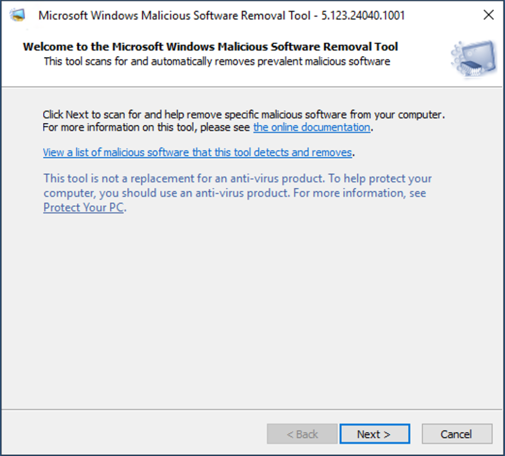 Microsoft Windows Malicious Software Removal Tool - 5.123.24040.1001
Welcome to the Microsoft Windows Malicious Software Removal Tool
This tool scans for and automatically removes prevalent malicious software
Click Next to scan for and help remove specific malicious software from your computer.
For more information on this tool, please see the online documentation.
View a list of malicious software that this tool detects and removes.
This tool is not a replacement for an anti-virus product. To help protect your
computer, you should use an anti-virus product. For more information, see
Protect Your PC.
< Back
Next >
Cancel